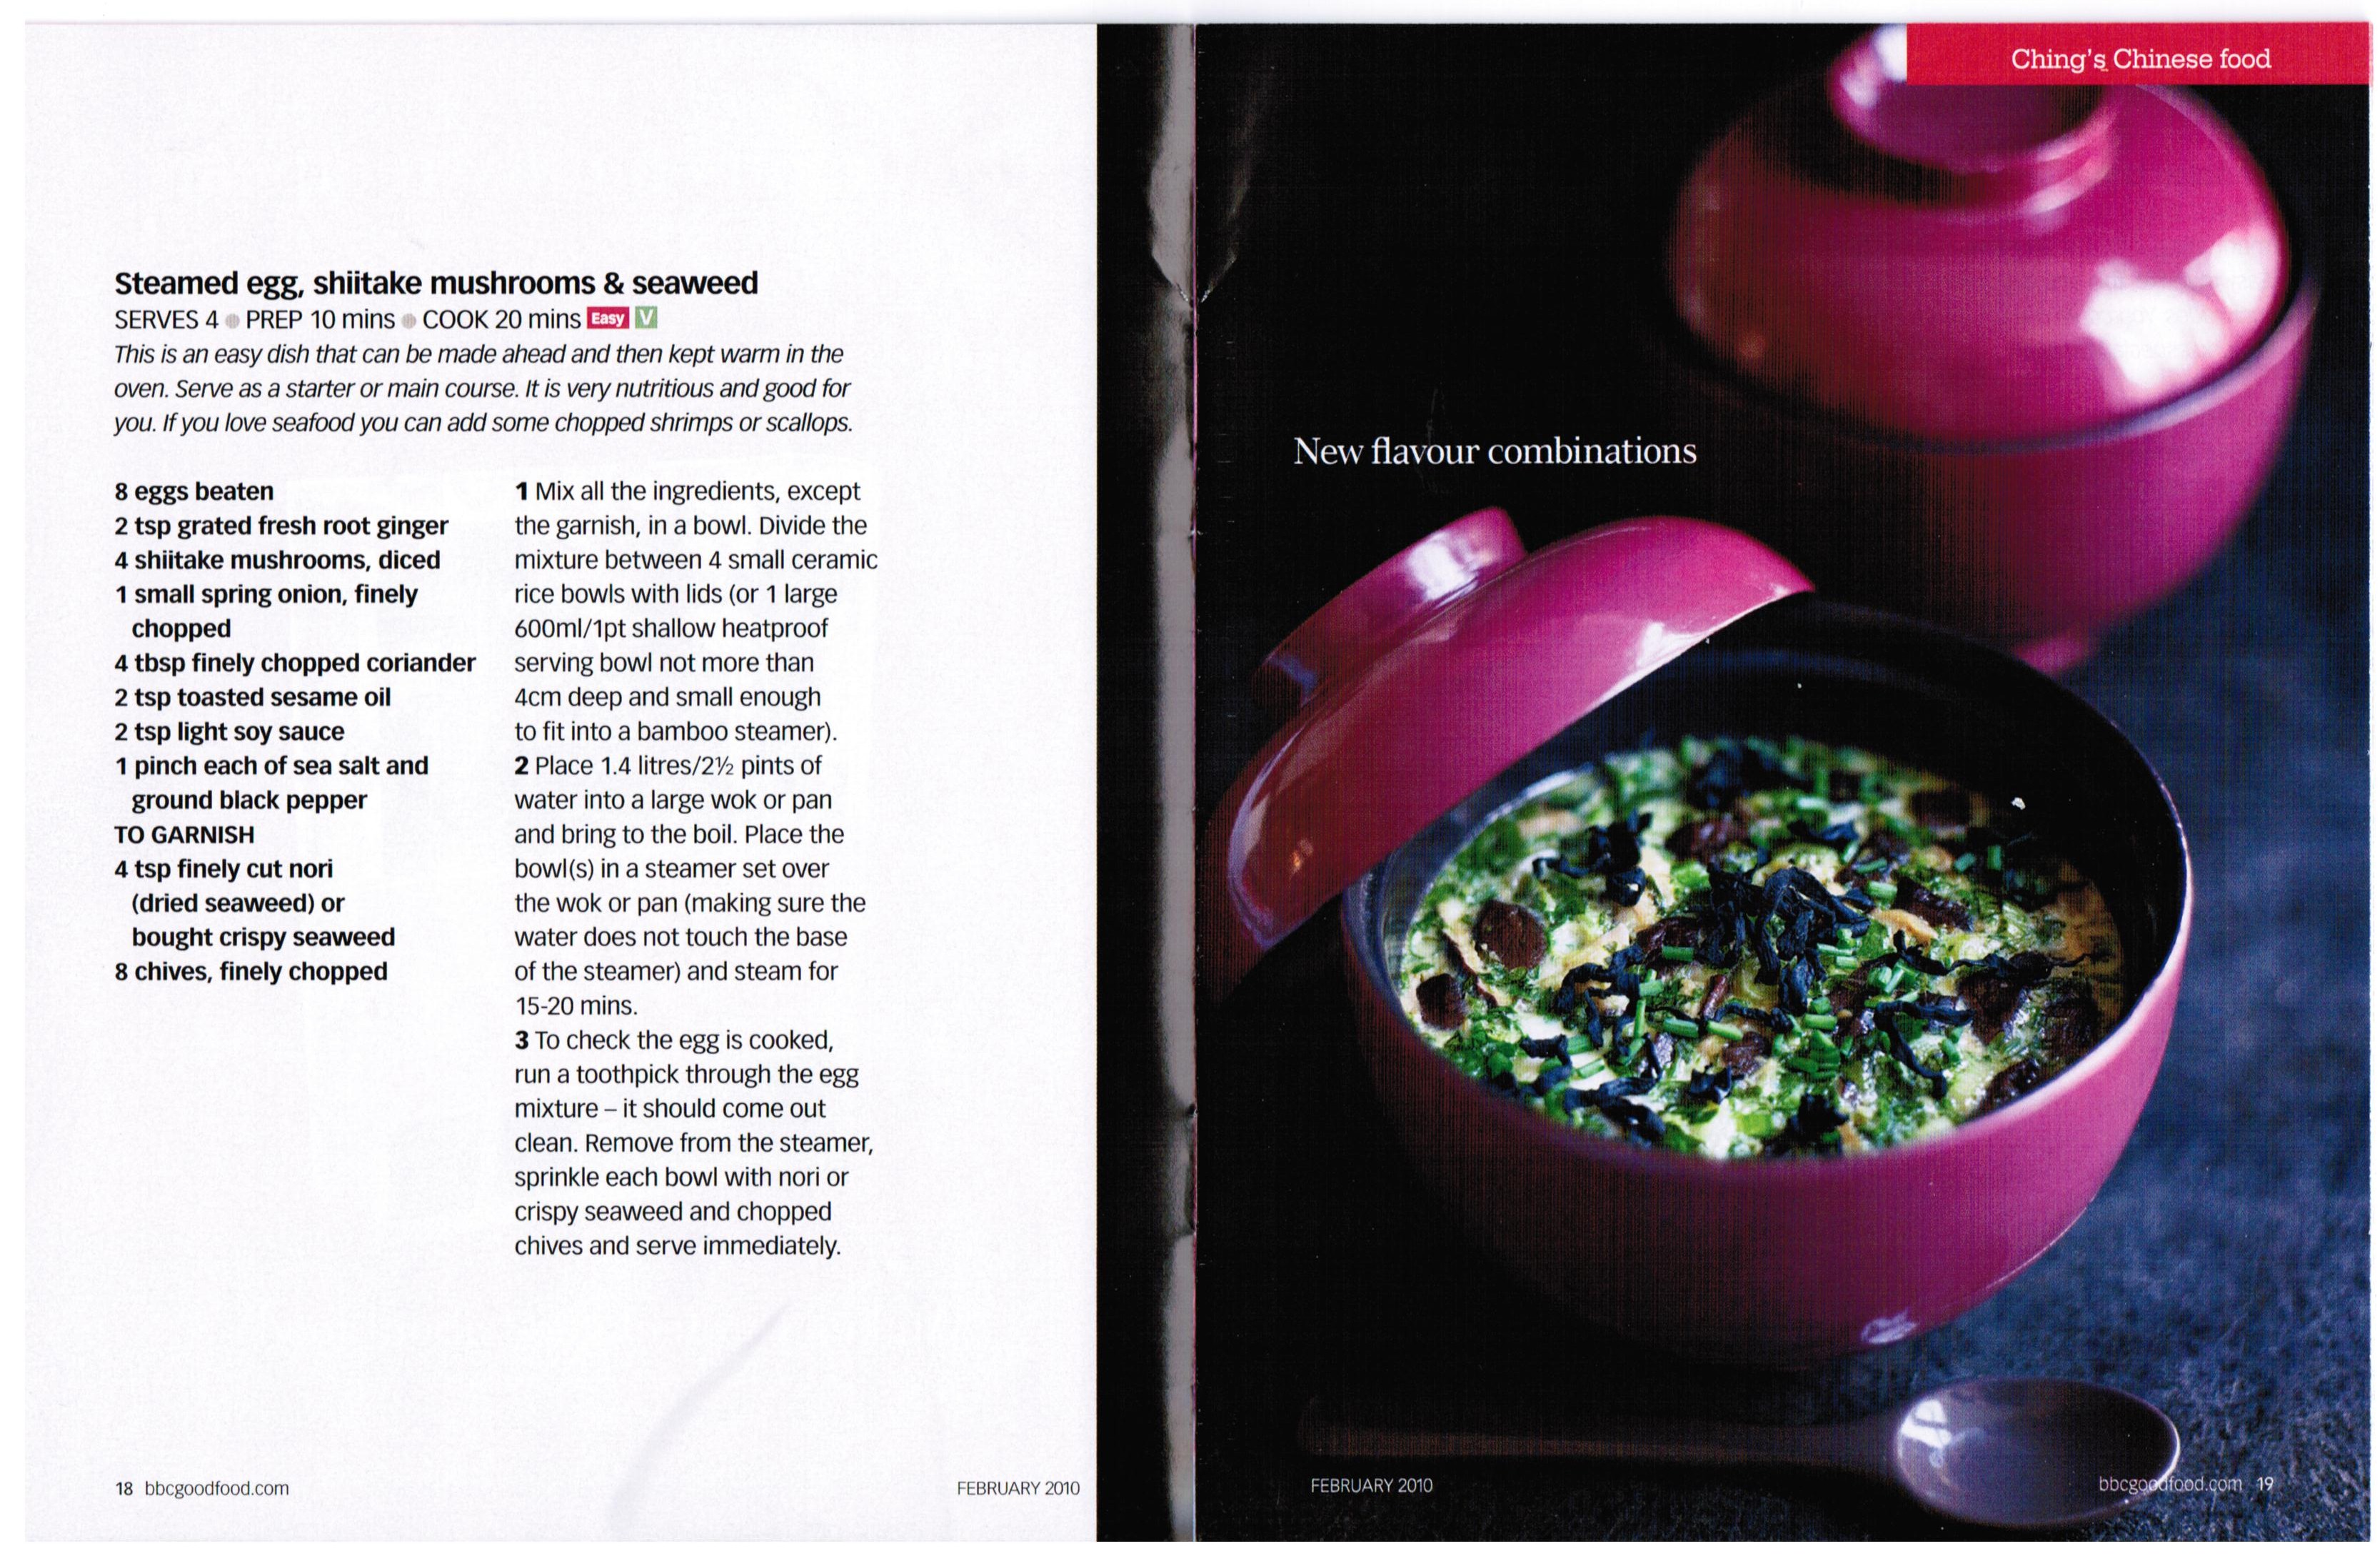 Steamed egg, shiitake mushrooms & seaweed
SERVES 4 ● PREP 10 mins ● COOK 20 mins Easy V
This is an easy dish that can be made ahead and then kept warm in the
oven. Serve as a starter or main course. It is very nutritious and good for
you. If you love seafood you can add some chopped shrimps or scallops.
8 eggs beaten
2 tsp grated fresh root ginger
4 shiitake mushrooms, diced
1 small spring onion, finely
chopped
4 tbsp finely chopped coriander
2 tsp toasted sesame oil
2 tsp light soy sauce
1 pinch each of sea salt and
ground black pepper
TO GARNISH
4 tsp finely cut nori
(dried seaweed) or
bought crispy seaweed
8 chives, finely chopped
1 Mix all the ingredients, except
the garnish, in a bowl. Divide the
mixture between 4 small ceramic
rice bowls with lids (or 1 large
600ml/1pt shallow heatproof
serving bowl not more than
4cm deep and small enough
to fit into a bamboo steamer).
2 Place 1.4 litres/2½ pints of
water into a large wok or pan
and bring to the boil. Place the
bowl(s) in a steamer set over
the wok or pan (making sure the
water does not touch the base
of the steamer) and steam for
15-20 mins.
3 To check the egg is cooked,
run a toothpick through the egg
mixture – it should come out
clean. Remove from the steamer,
sprinkle each bowl with nori or
crispy seaweed and chopped
chives and serve immediately.
18 bbcgoodfood.com
FEBRUARY 2010
Ching's Chinese food
New flavour combinations
FEBRUARY 2010
bbcgoodfood.com 19